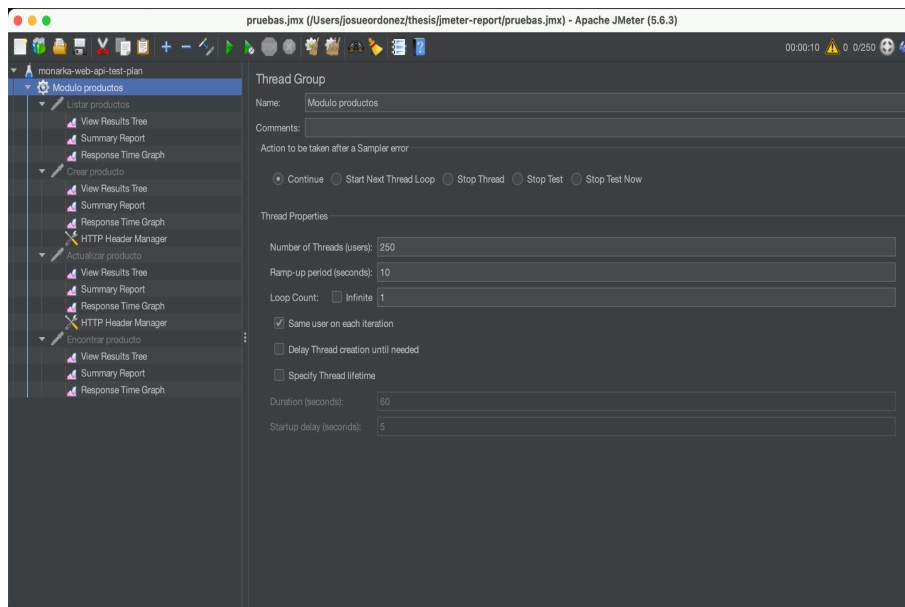 pruebas.jmx (/Users/josueordonez/thesis/jmeter-report/pruebas.jmx) - Apache JMeter (5.6.3)
00:00:10 0 0/250
monarka-web-api-test-plan
Modulo productos
Listar productos
View Results Tree
Summary Report
Response Time Graph
Crear producto
View Results Tree
Summary Report
Response Time Graph
HTTP Header Manager
Actualizar producto
View Results Tree
Summary Report
Response Time Graph
HTTP Header Manager
Encontrar producto
View Results Tree
Summary Report
Response Time Graph
Thread Group
Name: Modulo productos
Comments:
Action to be taken after a Sampler error
Continue Start Next Thread Loop Stop Thread Stop Test Stop Test Now
Thread Properties
Number of Threads (users): 250
Ramp-up period (seconds): 10
Loop Count: Infinite 1
Same user on each iteration
Delay Thread creation until needed
Specify Thread lifetime
Duration (seconds): 60
Startup delay (seconds): 5